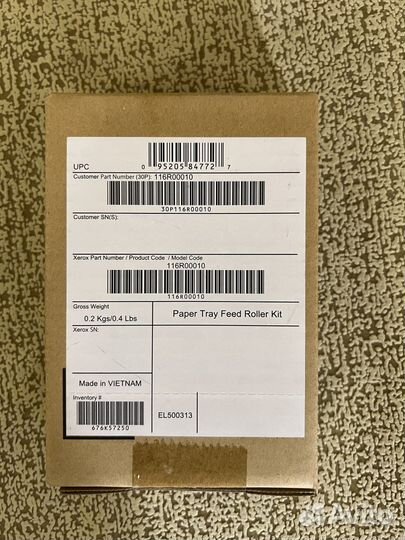 UPC
0 95205 84772 7
Customer Part Number (30P): 116R00010
30P116R00010
Customer SN(S):
Xerox Part Number / Product Code / Model Code
116R00010
116R00010
Gross Weight
0.2 Kgs/0.4 Lbs
Paper Tray Feed Roller Kit
Xerox SN:
Made in VIETNAM
Inventory #
676K57250
EL500313
Avito